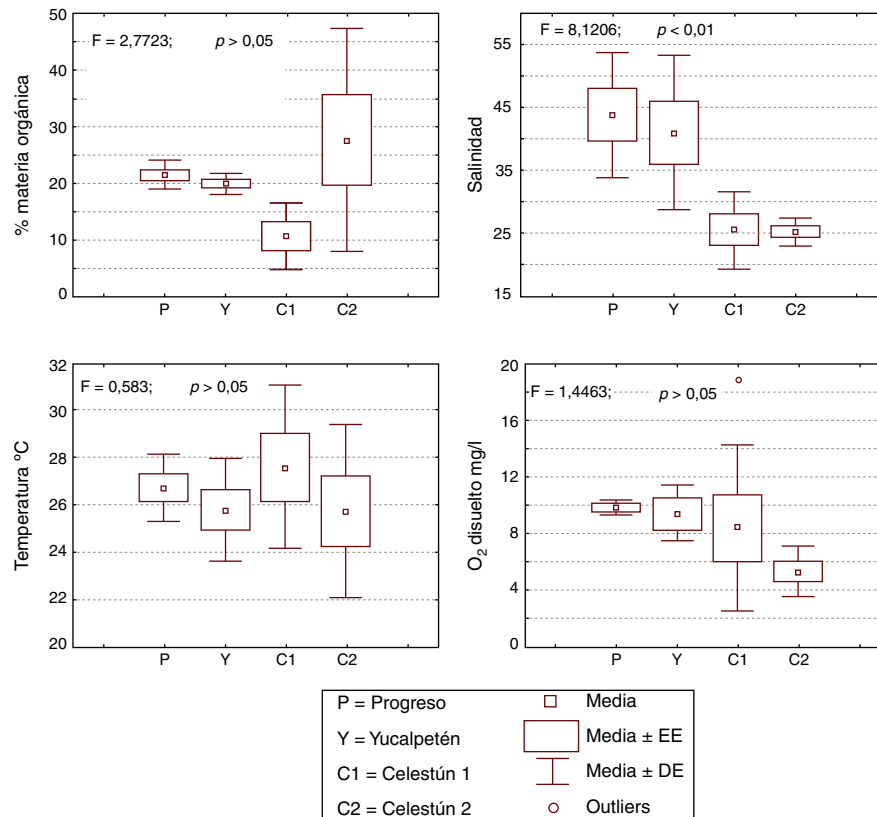 % materia orgánica
F = 2,7723; p > 0,05
50
40
30
20
10
0
P Y C1 C2
Salinidad
F = 8,1206; p < 0,01
55
45
35
25
15
P Y C1 C2
Temperatura ºC
F = 0,583; p > 0,05
32
30
28
26
24
22
20
P Y C1 C2
O2 disuelto mg/l
F = 1,4463; p > 0,05
20
16
12
8
4
0
P Y C1 C2
P = Progreso
Y = Yucalpetén
C1 = Celestún 1
C2 = Celestún 2
Media
Media ± EE
Media ± DE
Outliers